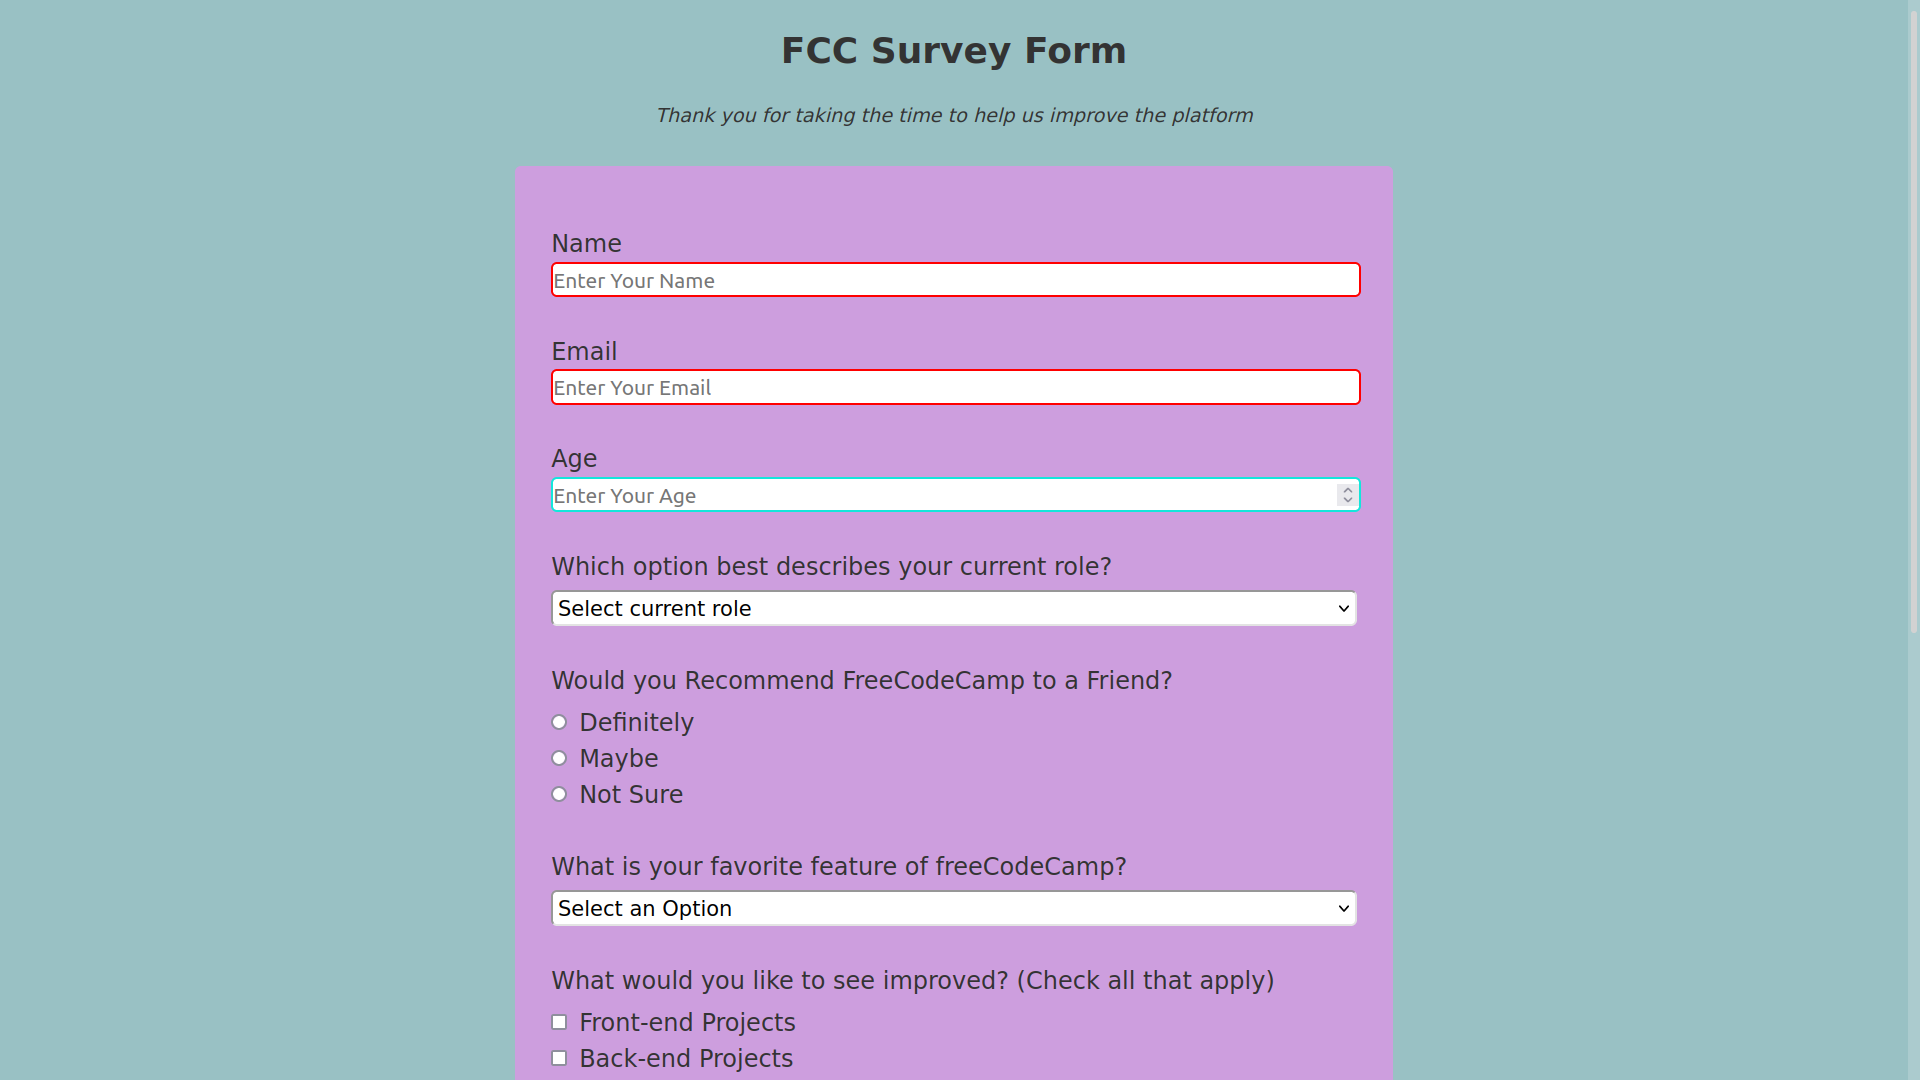 FCC Survey Form
Thank you for taking the time to help us improve the platform
Name
Enter Your Name
Email
Enter Your Email
Age
Enter Your Age
Which option best describes your current role?
Select current role
Would you Recommend FreeCodeCamp to a Friend?
Definitely
Maybe
Not Sure
What is your favorite feature of freeCodeCamp?
Select an Option
What would you like to see improved? (Check all that apply)
Front-end Projects
Back-end Projects